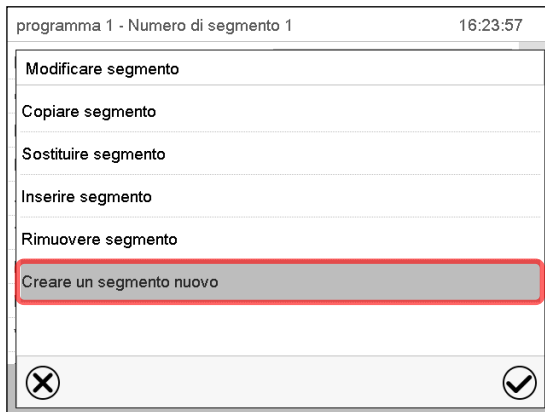 programma 1 - Numero di segmento 1 16:23:57
Modificare segmento
Copiare segmento
Sostituire segmento
Inserire segmento
Rimuovere segmento
Creare un segmento nuovo